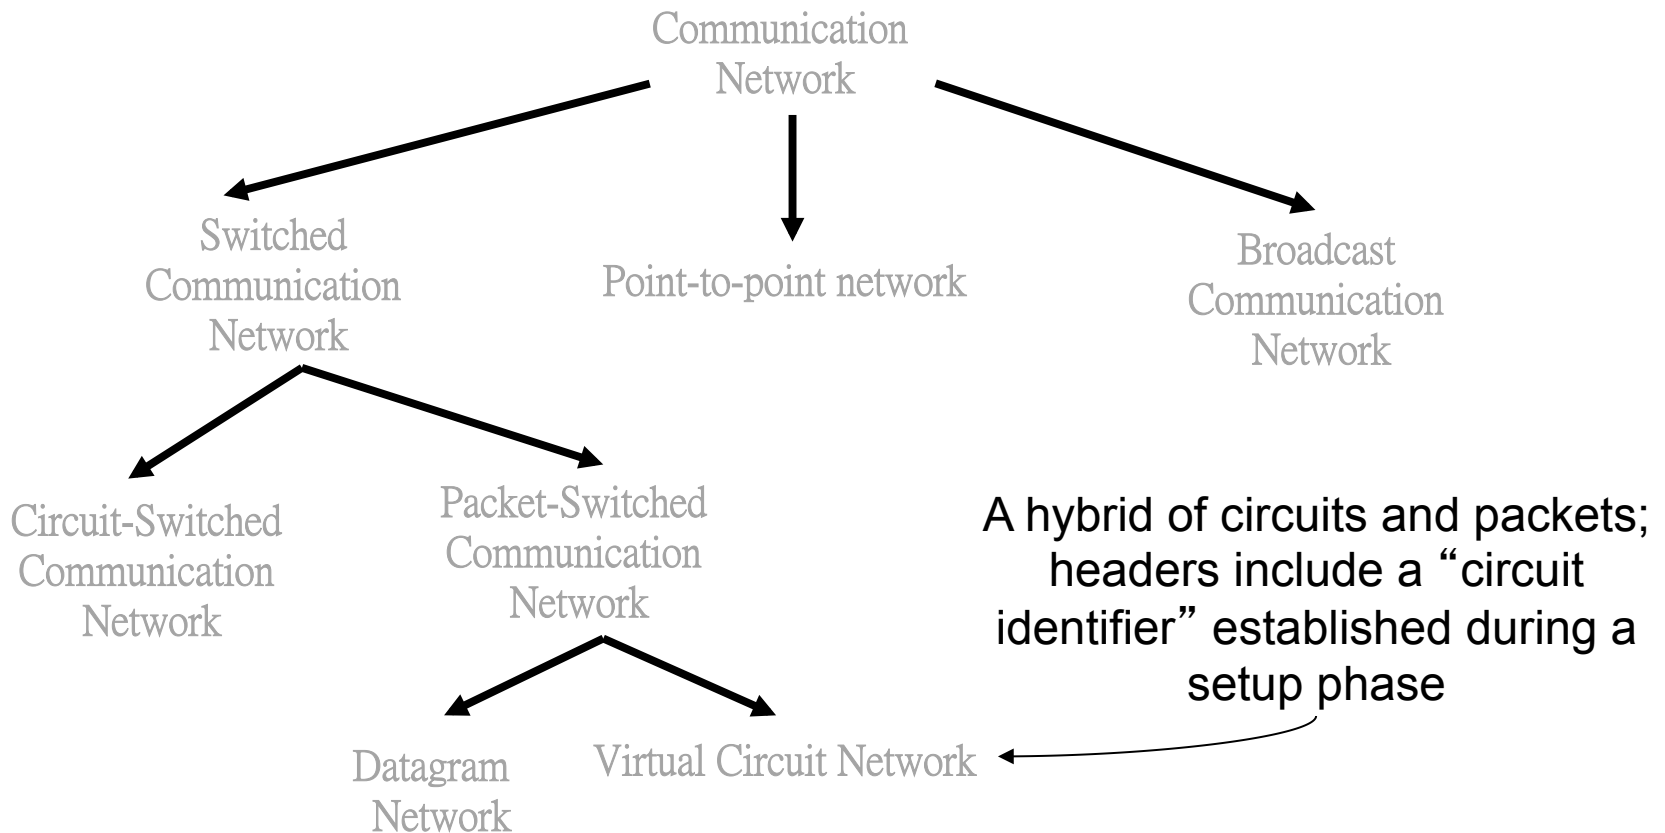 Communication
Network
Switched
Communication
Network
Point-to-point network
Broadcast
Communication
Network
Circuit-Switched
Communication
Network
Packet-Switched
Communication
Network
A hybrid of circuits and packets;
headers include a “circuit
identifier” established during a
setup phase
Datagram
Network
Virtual Circuit Network